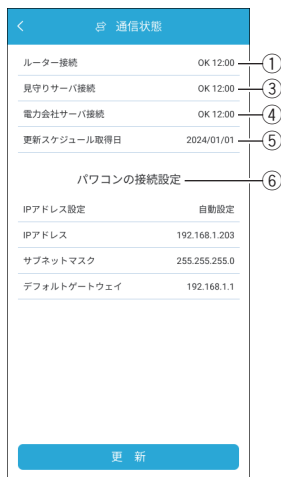 通信状態
ルーター接続 OK 12:00 ①
見守りサーバ接続 OK 12:00 ③
電力会社サーバ接続 OK 12:00 ④
更新スケジュール取得日 2024/01/01 ⑤
パワコンの接続設定 ⑥
IPアドレス設定 自動設定
IPアドレス 192.168.1.203
サブネットマスク 255.255.255.0
デフォルトゲートウェイ 192.168.1.1
更 新